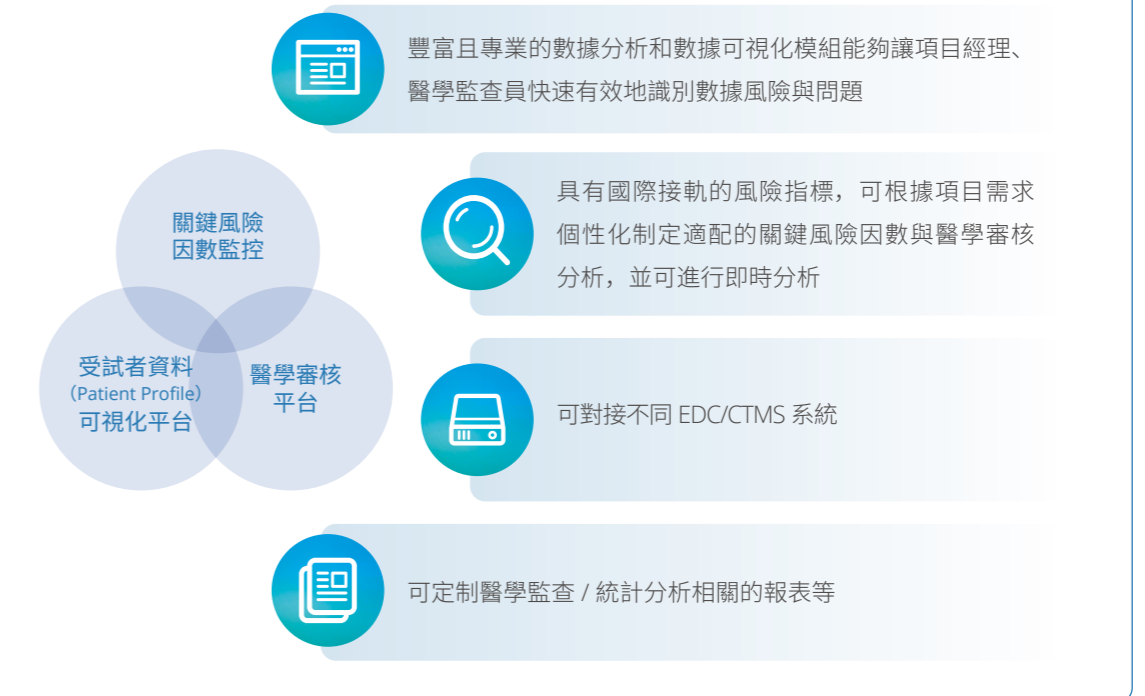 豐富且專業的數據分析和數據可視化模組能夠讓項目經理、
醫學監查員快速有效地識別數據風險與問題
關鍵風險
因數監控
受試者資料
（Patient Profile）
可視化平台
醫學審核
平台
具有國際接軌的風險指標，可根據項目需求
個性化制定適配的關鍵風險因數與醫學審核
分析，並可進行即時分析
可對接不同 EDC/CTMS 系統
可定制醫學監查 / 統計分析相關的報表等